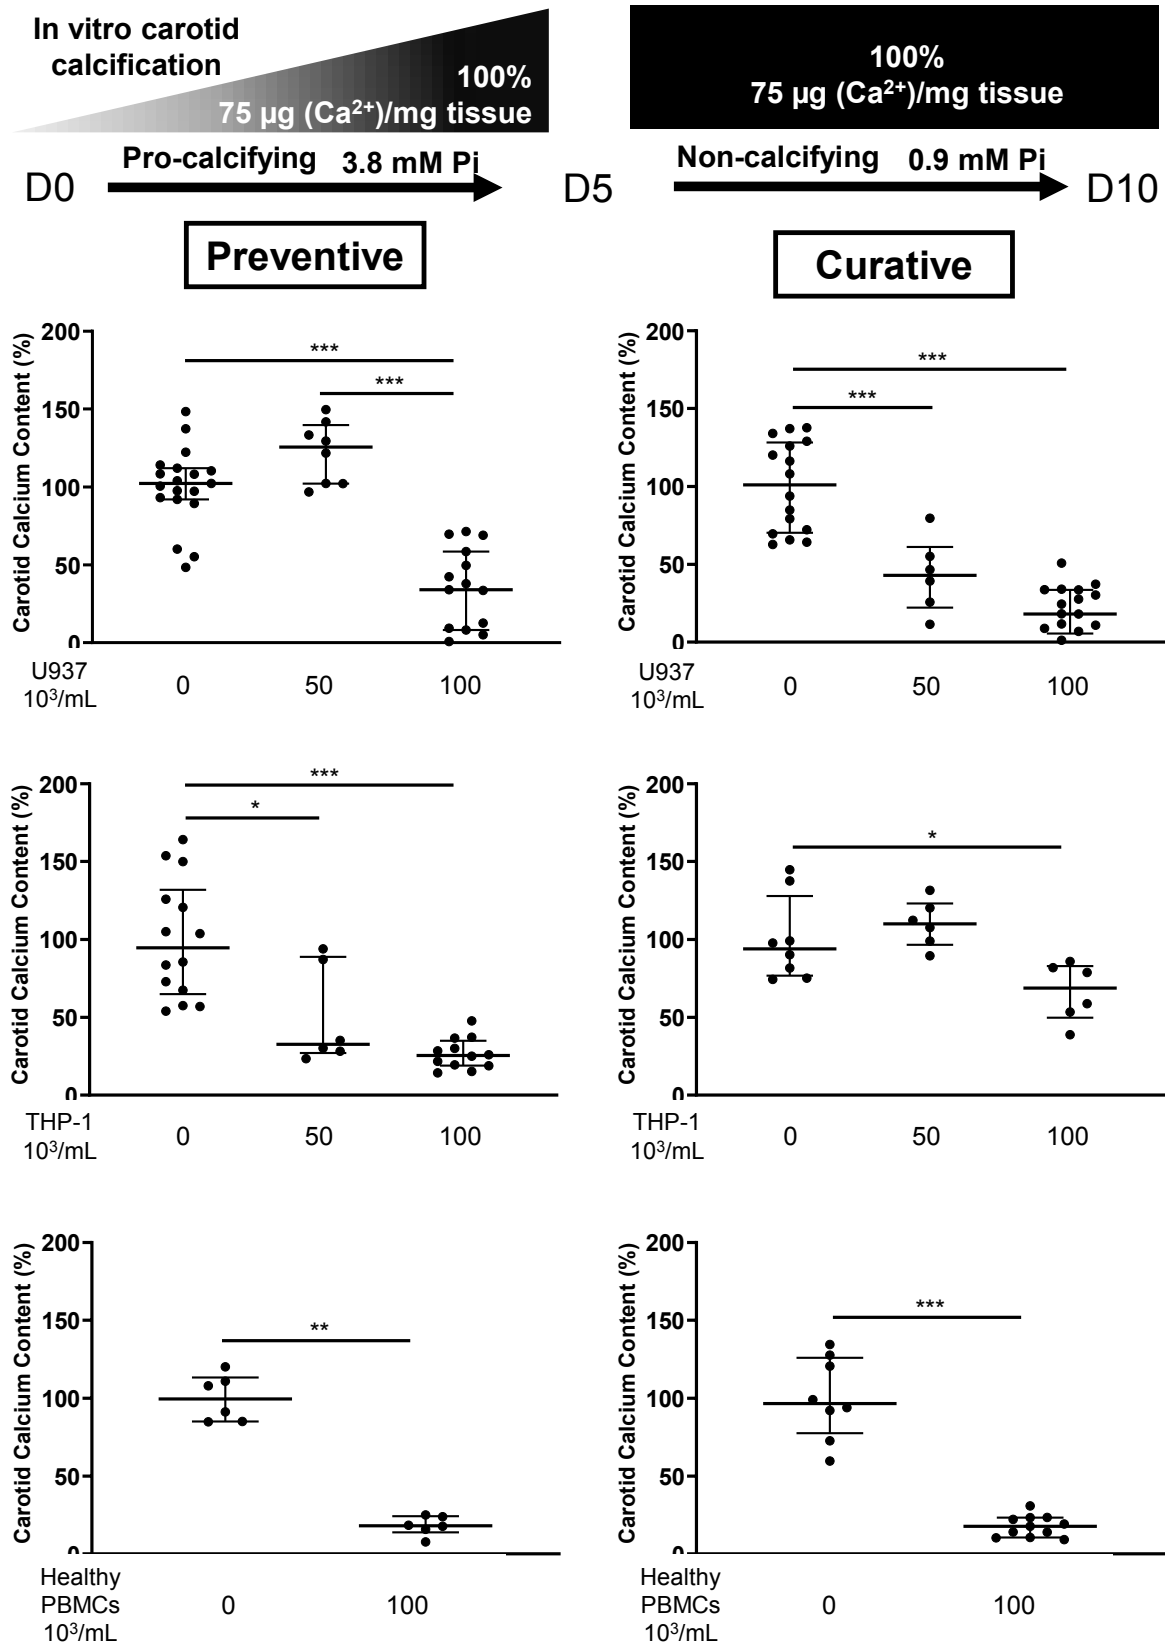 In vitro carotid
calcification
100%
75 µg (Ca²⁺)/mg tissue
100%
75 µg (Ca²⁺)/mg tissue
Pro-calcifying 3.8 mM Pi
Non-calcifying 0.9 mM Pi
D0
D5
D10
Preventive
Curative
Carotid Calcium Content (%)
200
150
100
50
0
***
***
U937
10³/mL
0 50 100
Carotid Calcium Content (%)
200
150
100
50
0
***
***
U937
10³/mL
0 50 100
Carotid Calcium Content (%)
200
150
100
50
0
***
*
THP-1
10³/mL
0 50 100
Carotid Calcium Content (%)
200
150
100
50
0
*
THP-1
10³/mL
0 50 100
Carotid Calcium Content (%)
200
150
100
50
0
**
Healthy
PBMCs
10³/mL
0 100
Carotid Calcium Content (%)
200
150
100
50
0
***
Healthy
PBMCs
10³/mL
0 100